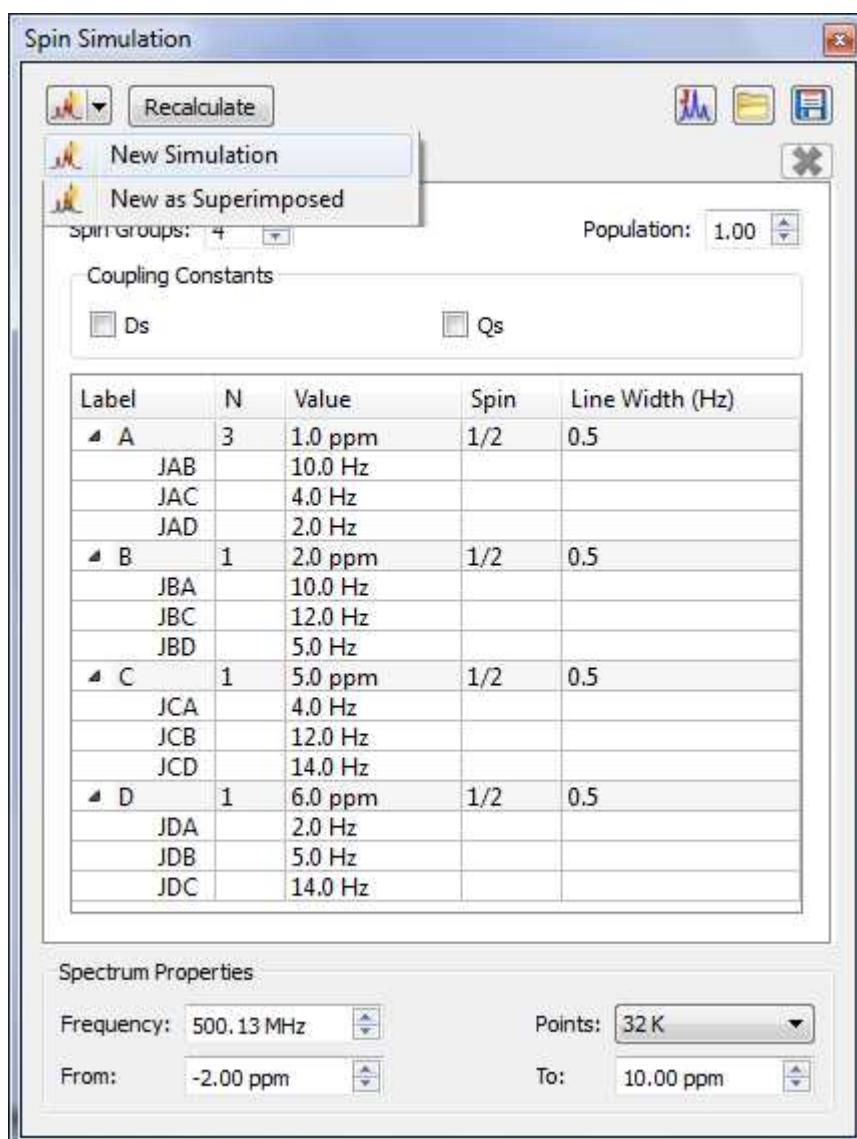 Spin Simulation
Recalculate
New Simulation
New as Superimposed
Spin Groups: 4 Population: 1.00
Coupling Constants
Ds Qs
Label N Value Spin Line Width (Hz)
A 3 1.0 ppm 1/2 0.5
JAB 10.0 Hz
JAC 4.0 Hz
JAD 2.0 Hz
B 1 2.0 ppm 1/2 0.5
JBA 10.0 Hz
JBC 12.0 Hz
JBD 5.0 Hz
C 1 5.0 ppm 1/2 0.5
JCA 4.0 Hz
JCB 12.0 Hz
JCD 14.0 Hz
D 1 6.0 ppm 1/2 0.5
JDA 2.0 Hz
JDB 5.0 Hz
JDC 14.0 Hz
Spectrum Properties
Frequency: 500.13 MHz Points: 32 K
From: -2.00 ppm To: 10.00 ppm